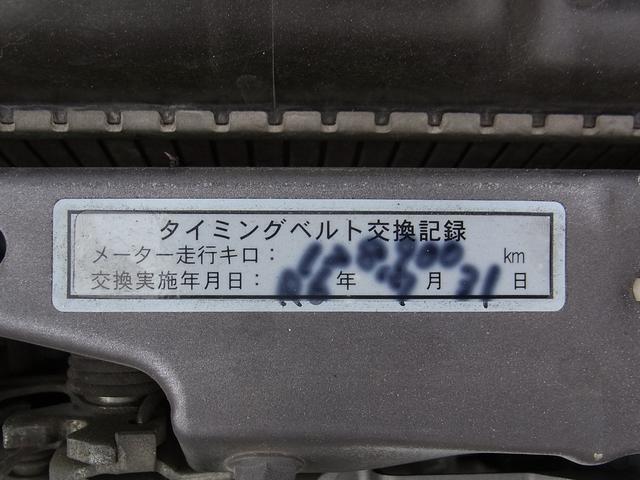 タイミングベルト交換記録
メーター走行キロ： km
交換実施年月日： 年 月 21 日